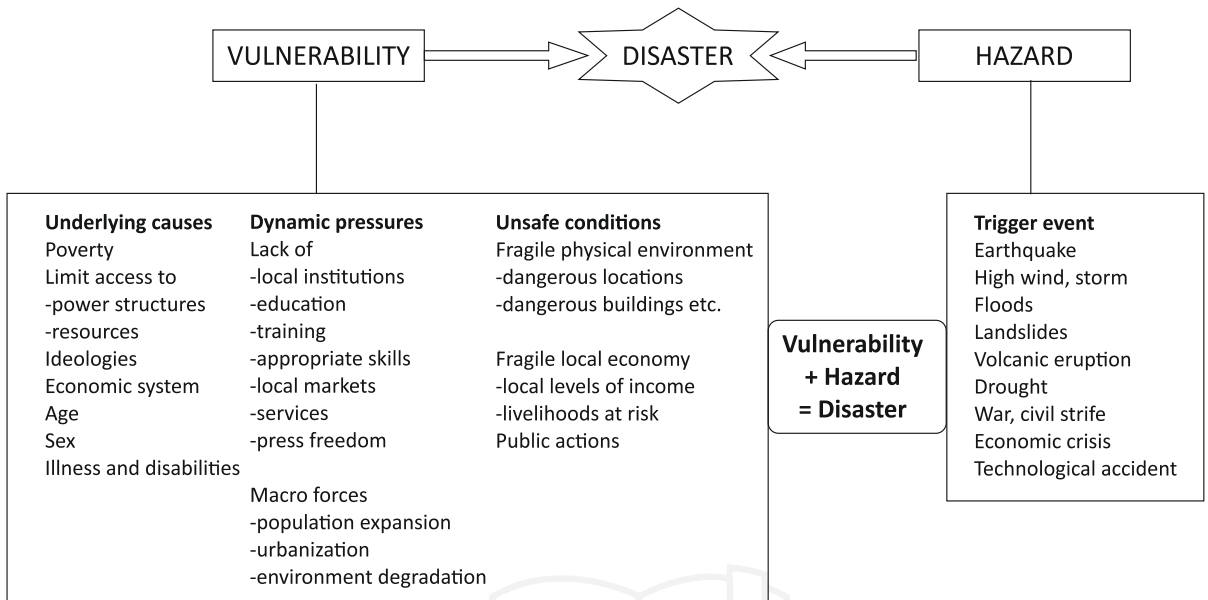 VULNERABILITY
DISASTER
HAZARD
Underlying causes
Poverty
Limit access to
-power structures
-resources
Ideologies
Economic system
Age
Sex
Illness and disabilities
Dynamic pressures
Lack of
-local institutions
-education
-training
-appropriate skills
-local markets
-services
-press freedom
Macro forces
-population expansion
-urbanization
-environment degradation
Unsafe conditions
Fragile physical environment
-dangerous locations
-dangerous buildings etc.
Fragile local economy
-local levels of income
-livelihoods at risk
Public actions
Vulnerability
+ Hazard
= Disaster
Trigger event
Earthquake
High wind, storm
Floods
Landslides
Volcanic eruption
Drought
War, civil strife
Economic crisis
Technological accident